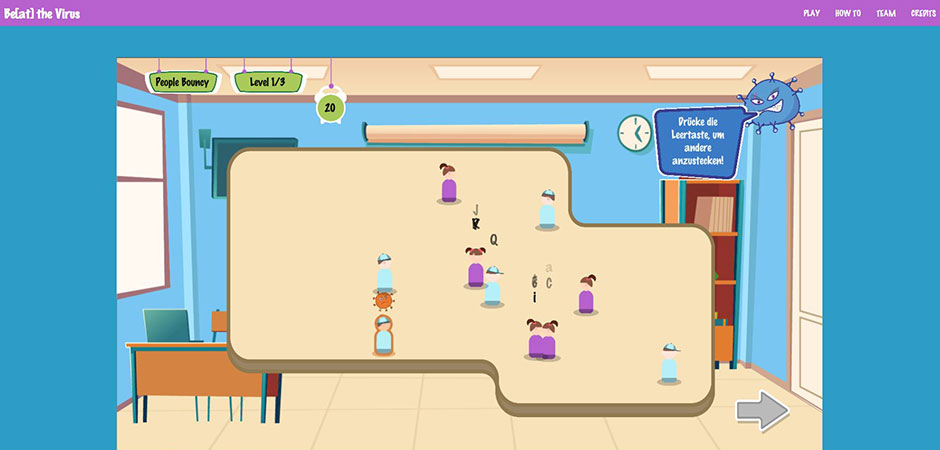 Be[at] the Virus
PLAY HOW TO TEAM CREDITS
People Bouncy
Level 1/3
20
Drücke die
Leertaste, um
andere
anzustecken!
J
Q
a
C
i